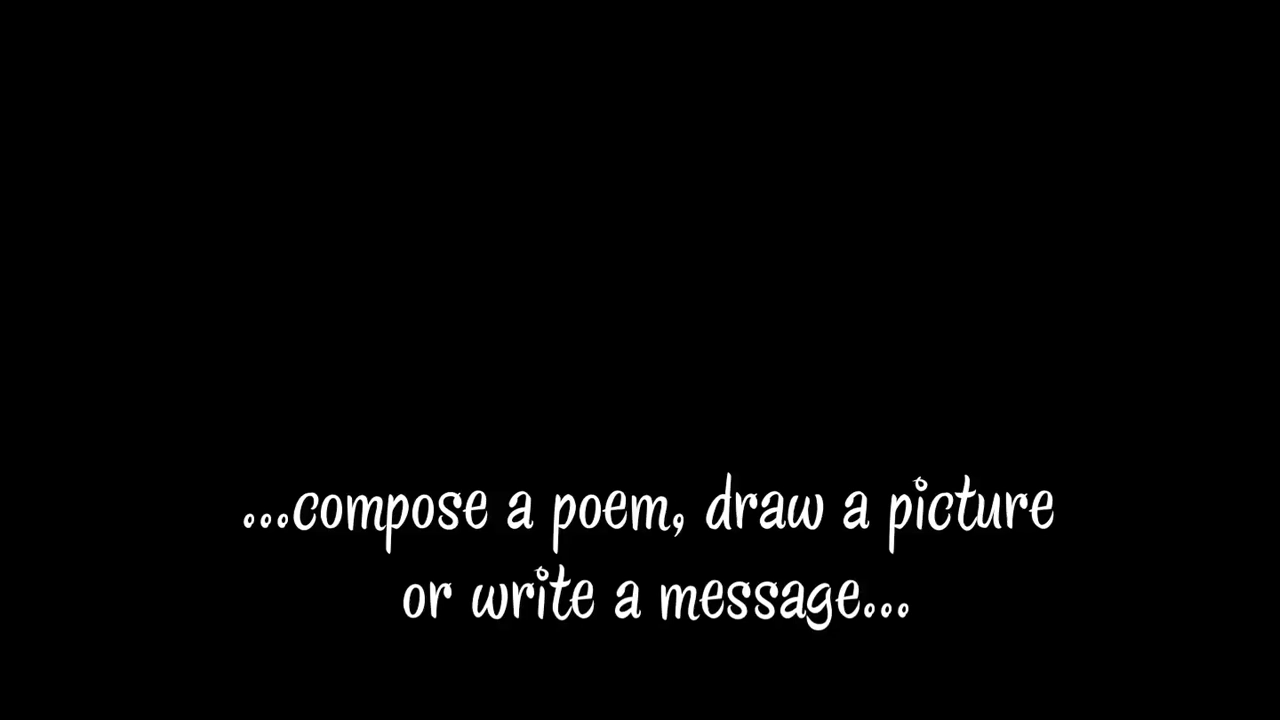 ...compose a poem, draw a picture
or write a message...